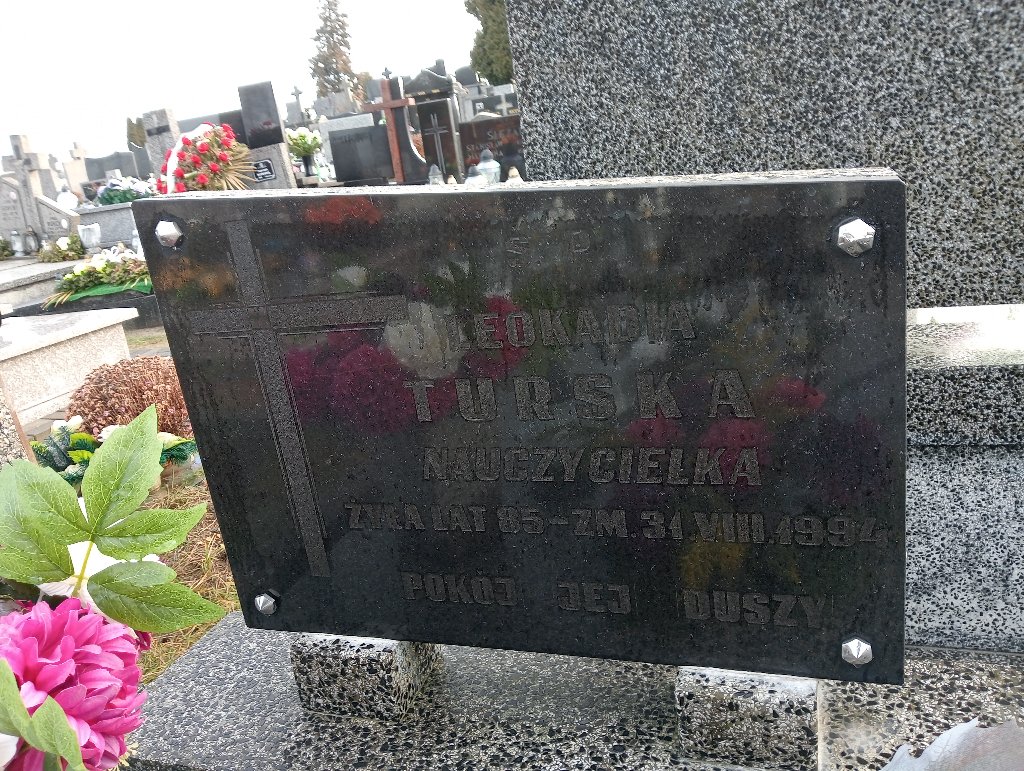 Ś P
LEOKADIA
TURSKA
NAUCZYCIELKA
ŻYŁA LAT 85 - ZM. 31.VIII.1994
POKÓJ JEJ DUSZY